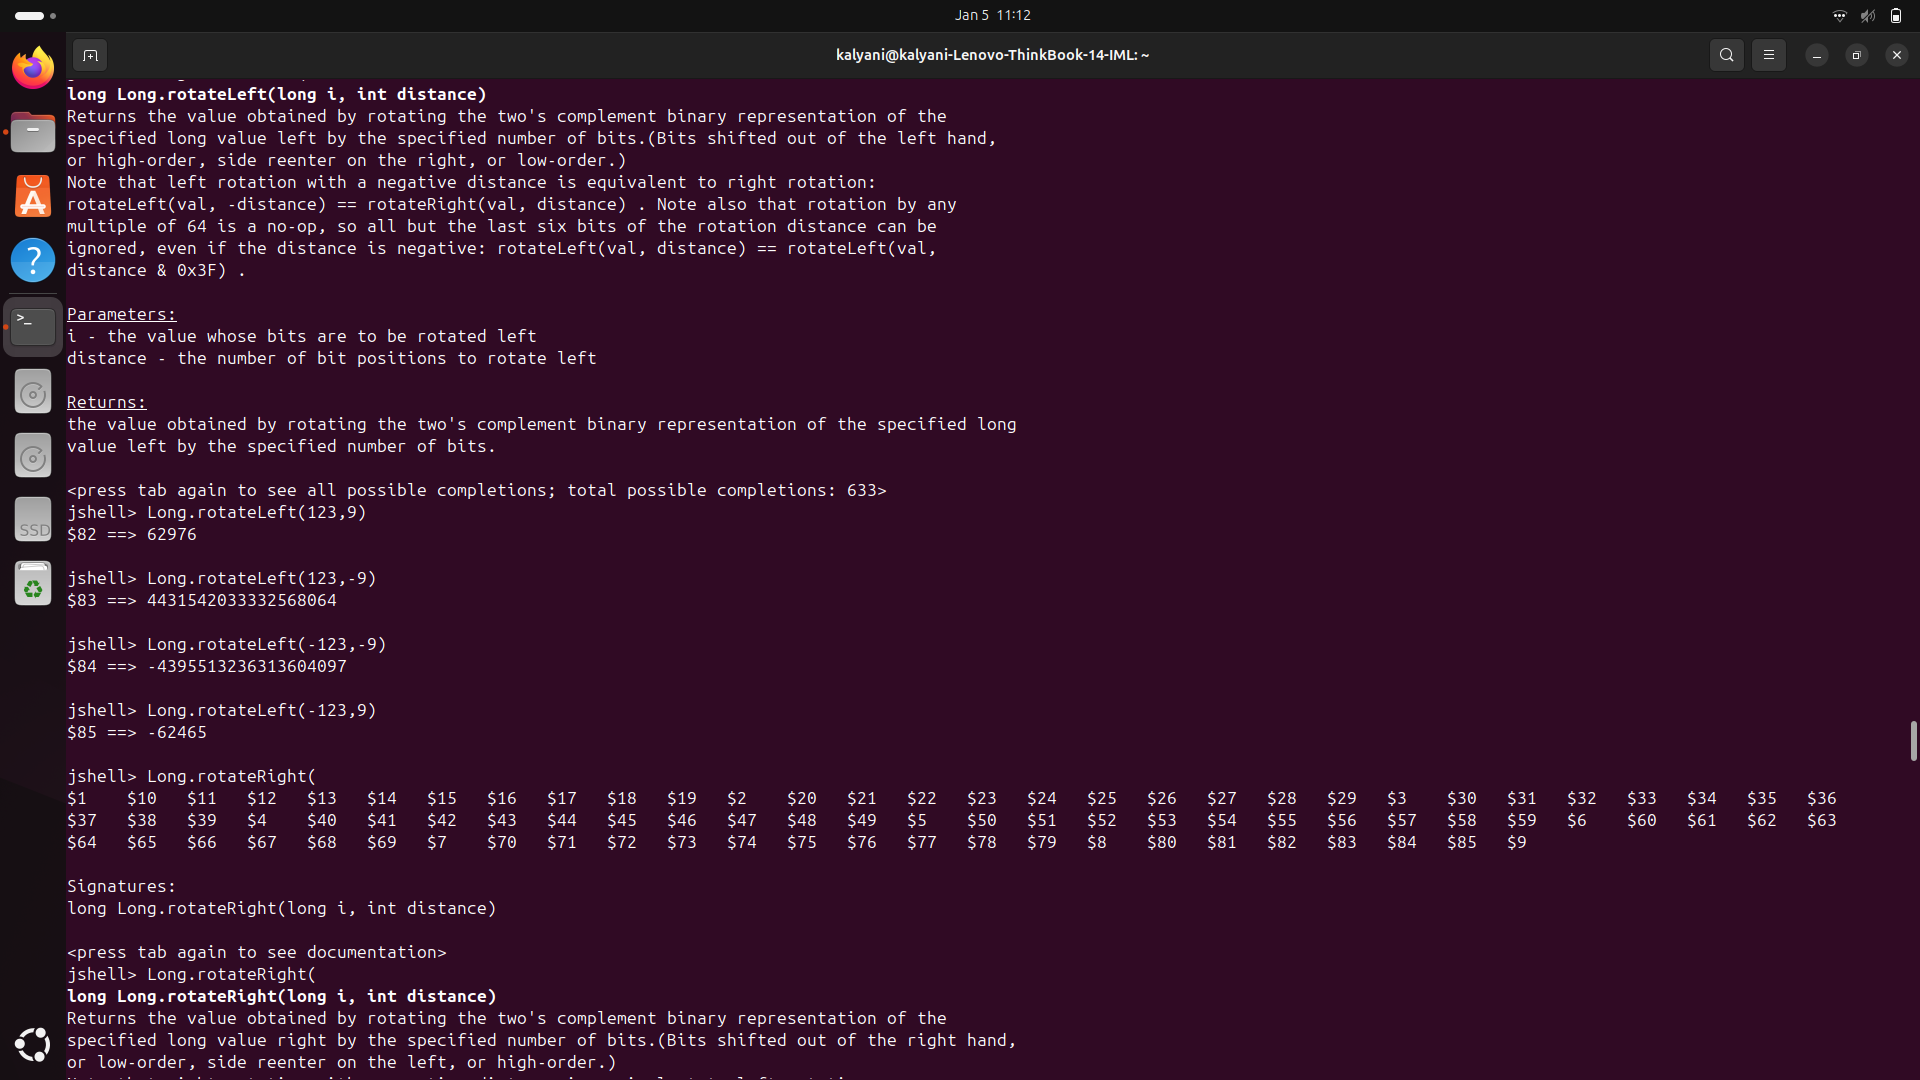 Jan 5 11:12
kalyani@kalyani-Lenovo-ThinkBook-14-IML: ~
long Long.rotateLeft(long i, int distance)
Returns the value obtained by rotating the two's complement binary representation of the
specified long value left by the specified number of bits.(Bits shifted out of the left hand,
or high-order, side reenter on the right, or low-order.)
Note that left rotation with a negative distance is equivalent to right rotation:
rotateLeft(val, -distance) == rotateRight(val, distance) . Note also that rotation by any
multiple of 64 is a no-op, so all but the last six bits of the rotation distance can be
ignored, even if the distance is negative: rotateLeft(val, distance) == rotateLeft(val,
distance & 0x3F) .
Parameters:
i - the value whose bits are to be rotated left
distance - the number of bit positions to rotate left
Returns:
the value obtained by rotating the two's complement binary representation of the specified long
value left by the specified number of bits.
<press tab again to see all possible completions; total possible completions: 633>
jshell> Long.rotateLeft(123,9)
$82 ==> 62976
jshell> Long.rotateLeft(123,-9)
$83 ==> 4431542033332568064
jshell> Long.rotateLeft(-123,-9)
$84 ==> -4395513236313604097
jshell> Long.rotateLeft(-123,9)
$85 ==> -62465
jshell> Long.rotateRight(
$1 $10 $11 $12 $13 $14 $15 $16 $17 $18 $19 $2 $20 $21 $22 $23 $24 $25 $26 $27 $28 $29 $3 $30 $31 $32 $33 $34 $35 $36
$37 $38 $39 $4 $40 $41 $42 $43 $44 $45 $46 $47 $48 $49 $5 $50 $51 $52 $53 $54 $55 $56 $57 $58 $59 $6 $60 $61 $62 $63
$64 $65 $66 $67 $68 $69 $7 $70 $71 $72 $73 $74 $75 $76 $77 $78 $79 $8 $80 $81 $82 $83 $84 $85 $9
Signatures:
long Long.rotateRight(long i, int distance)
<press tab again to see documentation>
jshell> Long.rotateRight(
long Long.rotateRight(long i, int distance)
Returns the value obtained by rotating the two's complement binary representation of the
specified long value right by the specified number of bits.(Bits shifted out of the right hand,
or low-order, side reenter on the left, or high-order.)
SSD